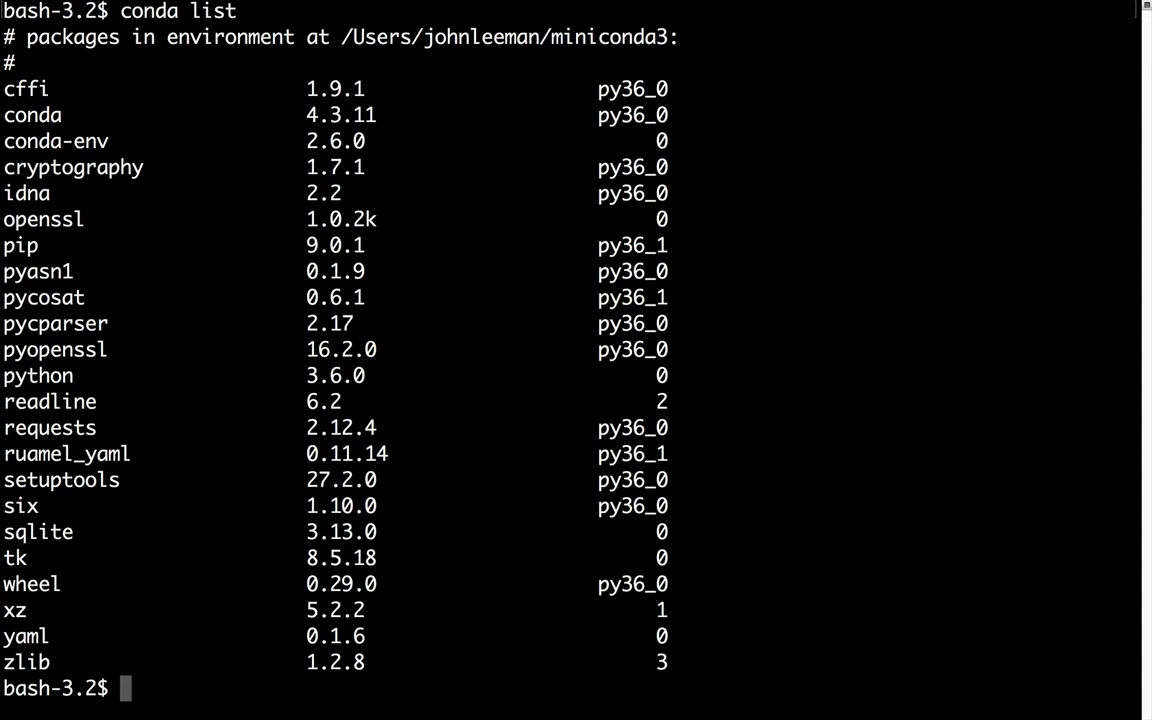 bash-3.2$ conda list
# packages in environment at /Users/johnleeman/miniconda3:
#
cffi 1.9.1 py36_0
conda 4.3.11 py36_0
conda-env 2.6.0 0
cryptography 1.7.1 py36_0
idna 2.2 py36_0
openssl 1.0.2k 0
pip 9.0.1 py36_1
pyasn1 0.1.9 py36_0
pycosat 0.6.1 py36_1
pycparser 2.17 py36_0
pyopenssl 16.2.0 py36_0
python 3.6.0 0
readline 6.2 2
requests 2.12.4 py36_0
ruamel_yaml 0.11.14 py36_1
setuptools 27.2.0 py36_0
six 1.10.0 py36_0
sqlite 3.13.0 0
tk 8.5.18 0
wheel 0.29.0 py36_0
xz 5.2.2 1
yaml 0.1.6 0
zlib 1.2.8 3
bash-3.2$